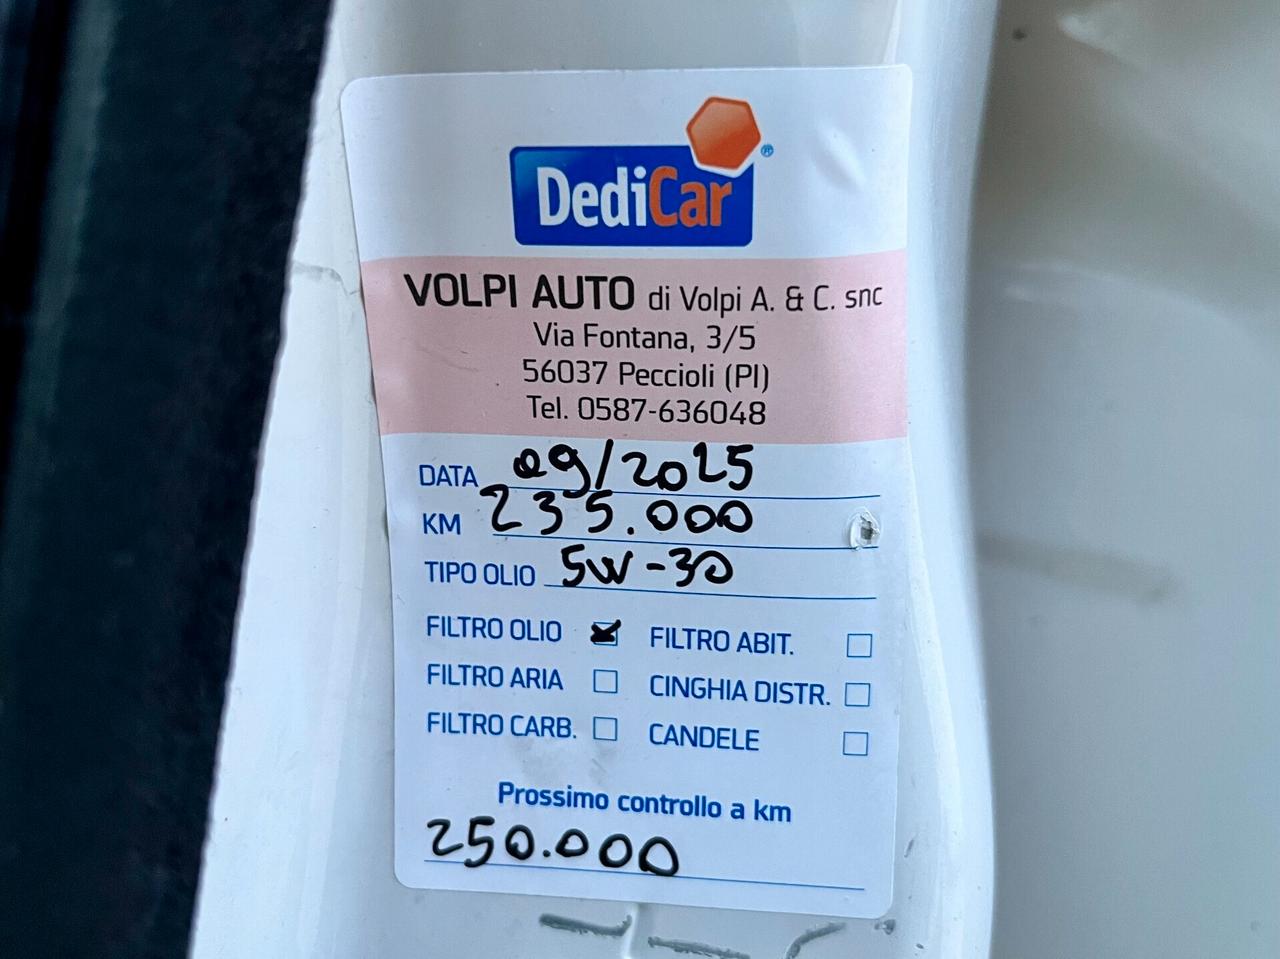 DediCar®
VOLPI AUTO di Volpi A. & C. snc
Via Fontana, 3/5
56037 Peccioli (PI)
Tel. 0587-636048
DATA 09/2025
KM 235.000
TIPO OLIO 5W-30
FILTRO OLIO FILTRO ABIT.
FILTRO ARIA CINGHIA DISTR.
FILTRO CARB. CANDELE
Prossimo controllo a km
250.000